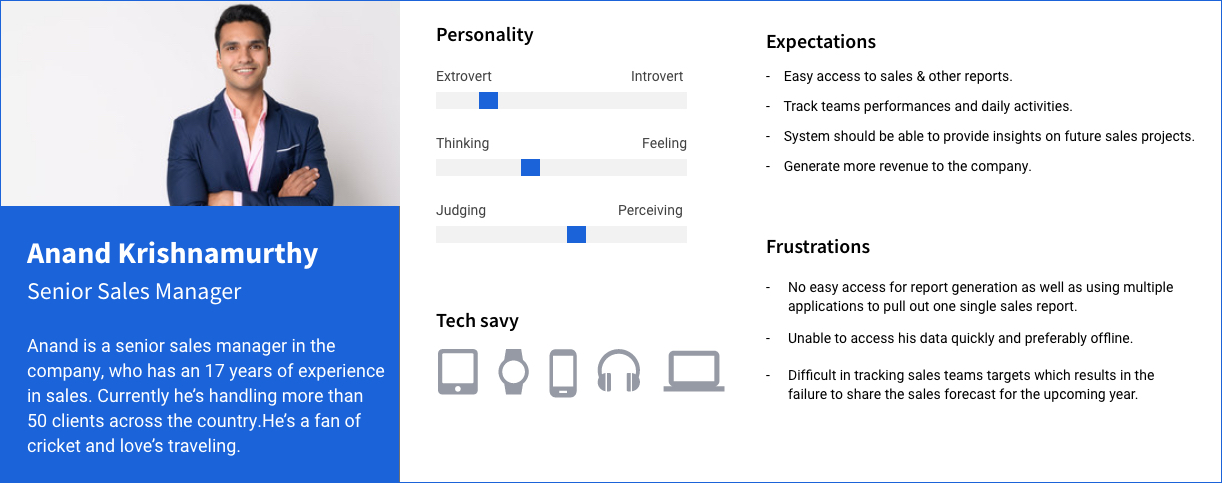 Anand Krishnamurthy
Senior Sales Manager
Anand is a senior sales manager in the
company, who has an 17 years of experience
in sales. Currently he’s handling more than
50 clients across the country.He’s a fan of
cricket and love’s traveling.
Personality
Extrovert Introvert
Thinking Feeling
Judging Perceiving
Tech savy
Expectations
- Easy access to sales & other reports.
- Track teams performances and daily activities.
- System should be able to provide insights on future sales projects.
- Generate more revenue to the company.
Frustrations
- No easy access for report generation as well as using multiple
applications to pull out one single sales report.
- Unable to access his data quickly and preferably offline.
- Difficult in tracking sales teams targets which results in the
failure to share the sales forecast for the upcoming year.